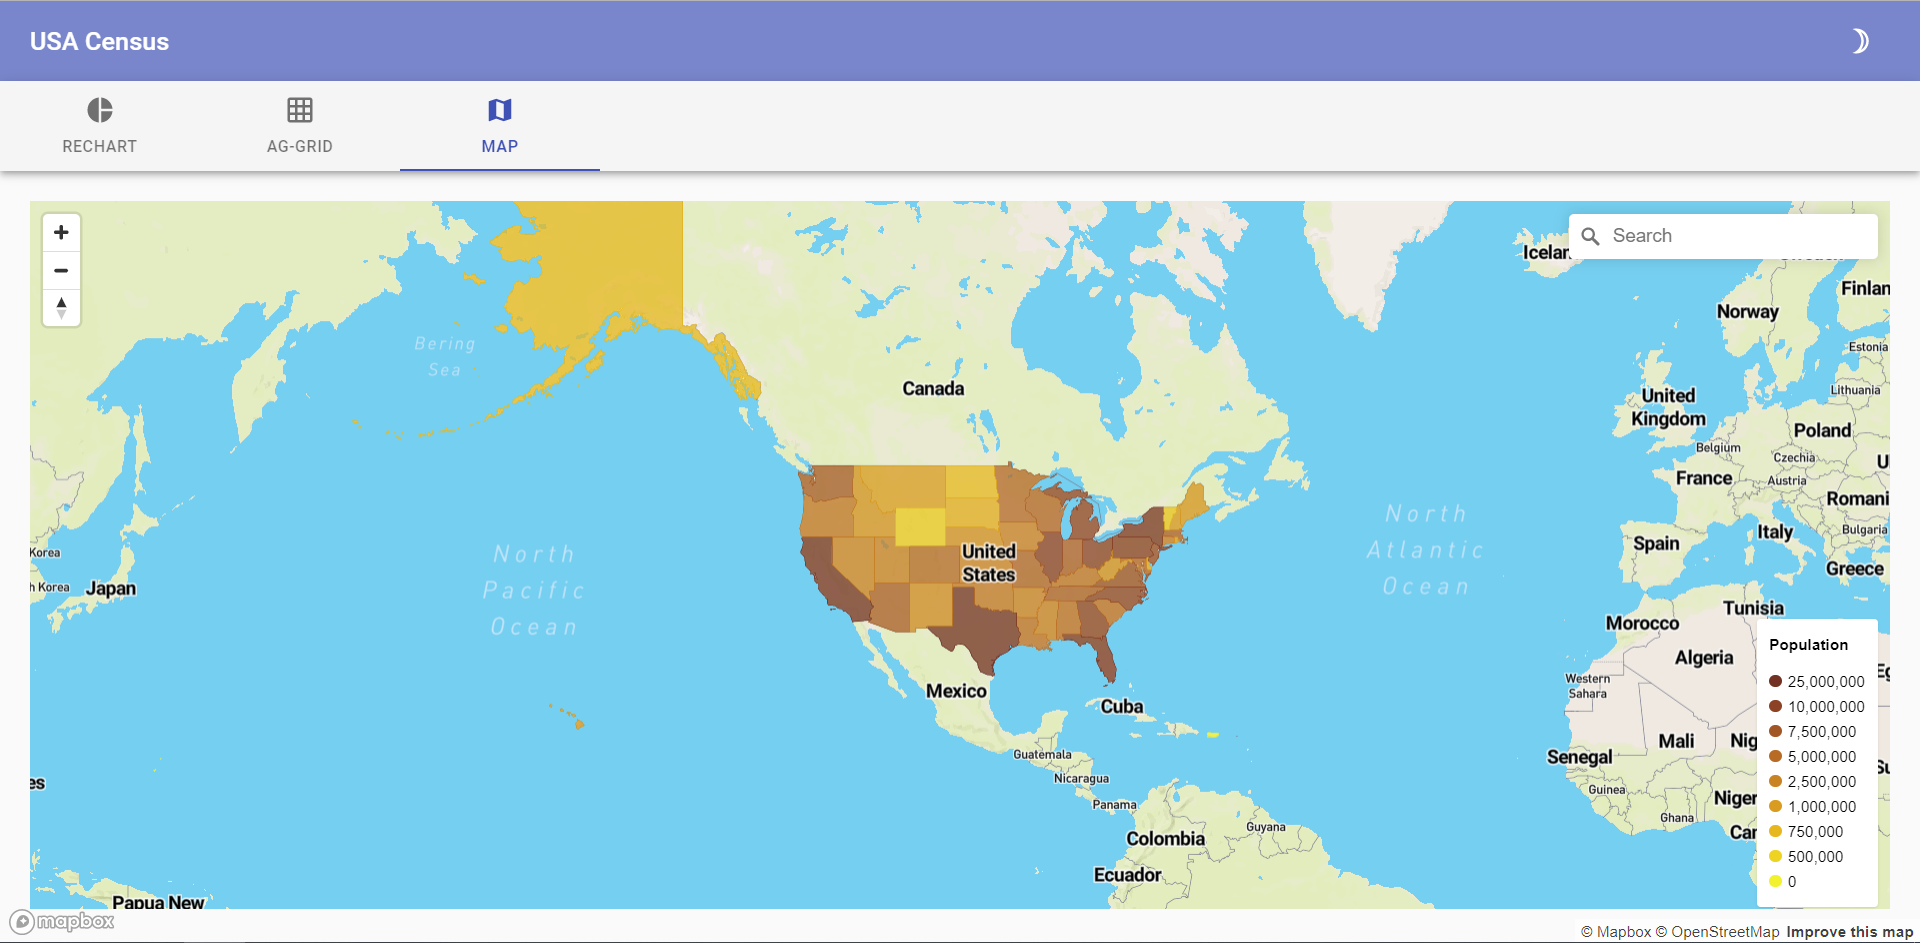 USA Census
RECHART
AG-GRID
MAP
Search
Bering
Sea
Canada
United
States
Mexico
Cuba
Guatemala
Nicaragua
Panama
Colombia
Ecuador
Guyana
North
Pacific
Ocean
North
Atlantic
Ocean
Korea
h Korea
Japan
es
Papua New
Icelar
Norway
Finlan
Estonia
Lithuania
United
Kingdom
Belgium
Poland
Czechia
France
Austria
U
Romani
Bulgaria
Italy
Spain
Greece
Tunisia
Morocco
Algeria
Eg
Western
Sahara
Mali
Nig
Senegal
Su
Guinea
Niger
Ghana
Car
Population
25,000,000
10,000,000
7,500,000
5,000,000
2,500,000
1,000,000
750,000
500,000
0
mapbox
© Mapbox © OpenStreetMap Improve this map